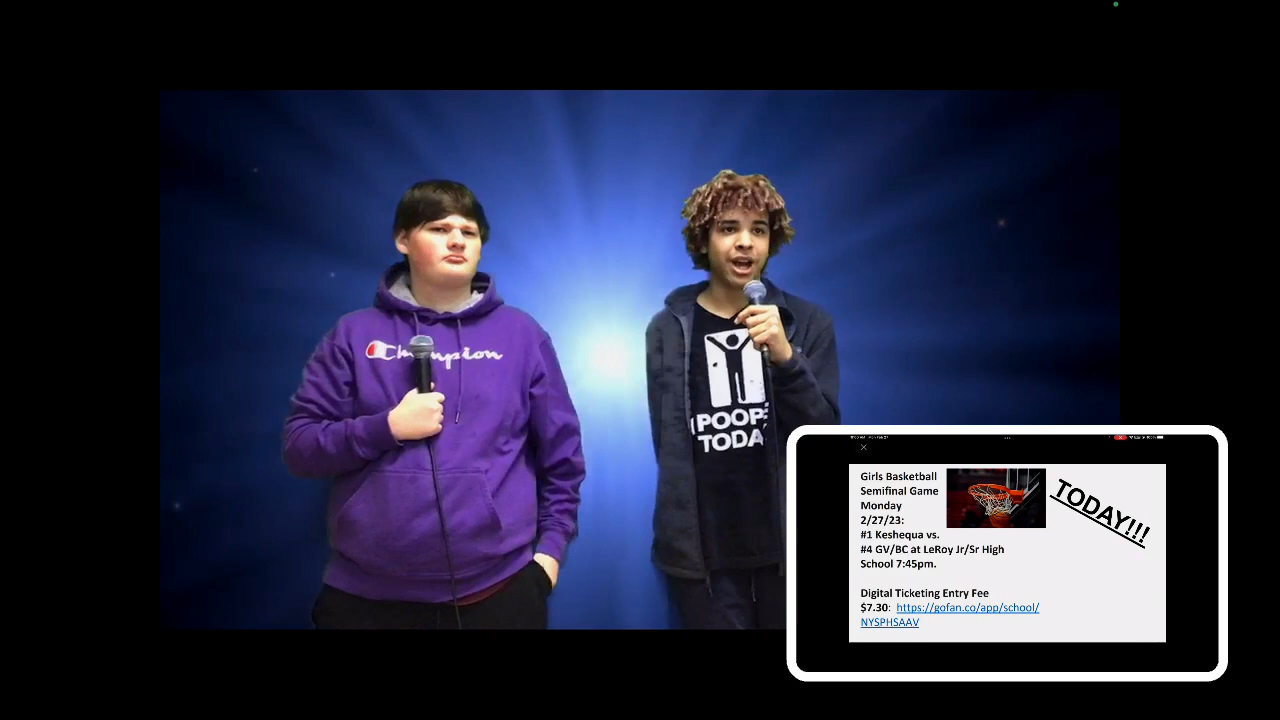 Champion
I POOPE
TODA
Girls Basketball
Semifinal Game
Monday
2/27/23:
#1 Keshequa vs.
#4 GV/BC at LeRoy Jr/Sr High
School 7:45pm.
TODAY!!!
Digital Ticketing Entry Fee
$7.30: https://gofan.co/app/school/
NYSPHSAAV